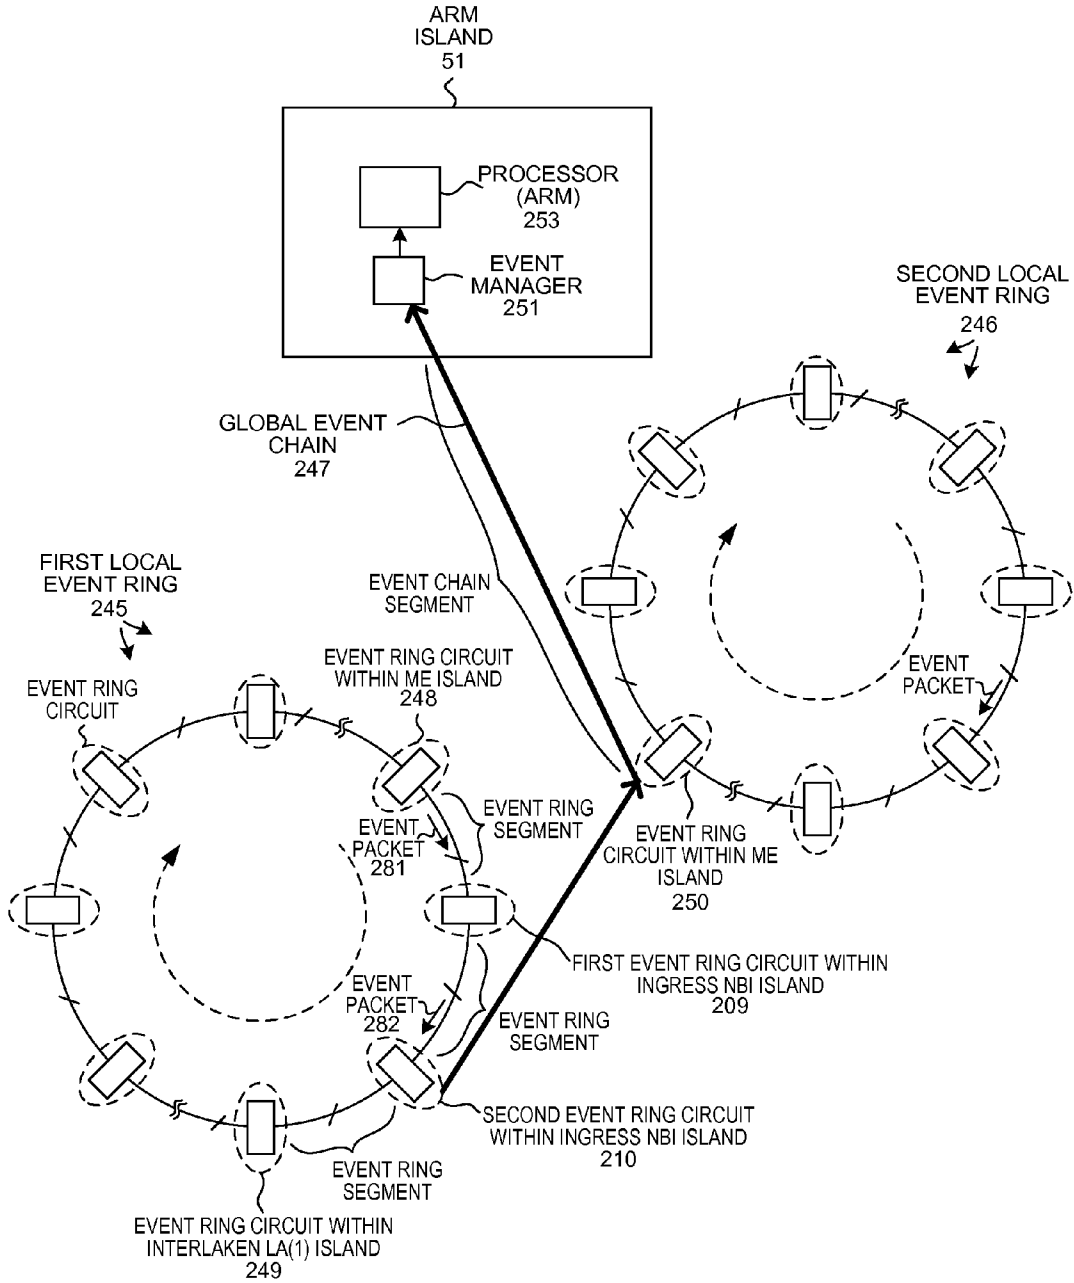 ARM
ISLAND
51
PROCESSOR
(ARM)
253
EVENT
MANAGER
251
SECOND LOCAL
EVENT RING
246
GLOBAL EVENT
CHAIN
247
FIRST LOCAL
EVENT RING
245
EVENT CHAIN
SEGMENT
EVENT RING CIRCUIT
WITHIN ME ISLAND
248
EVENT RING
CIRCUIT
EVENT
PACKET
EVENT RING
SEGMENT
EVENT
PACKET
281
EVENT RING
CIRCUIT WITHIN ME
ISLAND
250
FIRST EVENT RING CIRCUIT WITHIN
INGRESS NBI ISLAND
209
EVENT
PACKET
282
EVENT RING
SEGMENT
SECOND EVENT RING CIRCUIT
WITHIN INGRESS NBI ISLAND
210
EVENT RING
SEGMENT
EVENT RING CIRCUIT WITHIN
INTERLAKEN LA(1) ISLAND
249